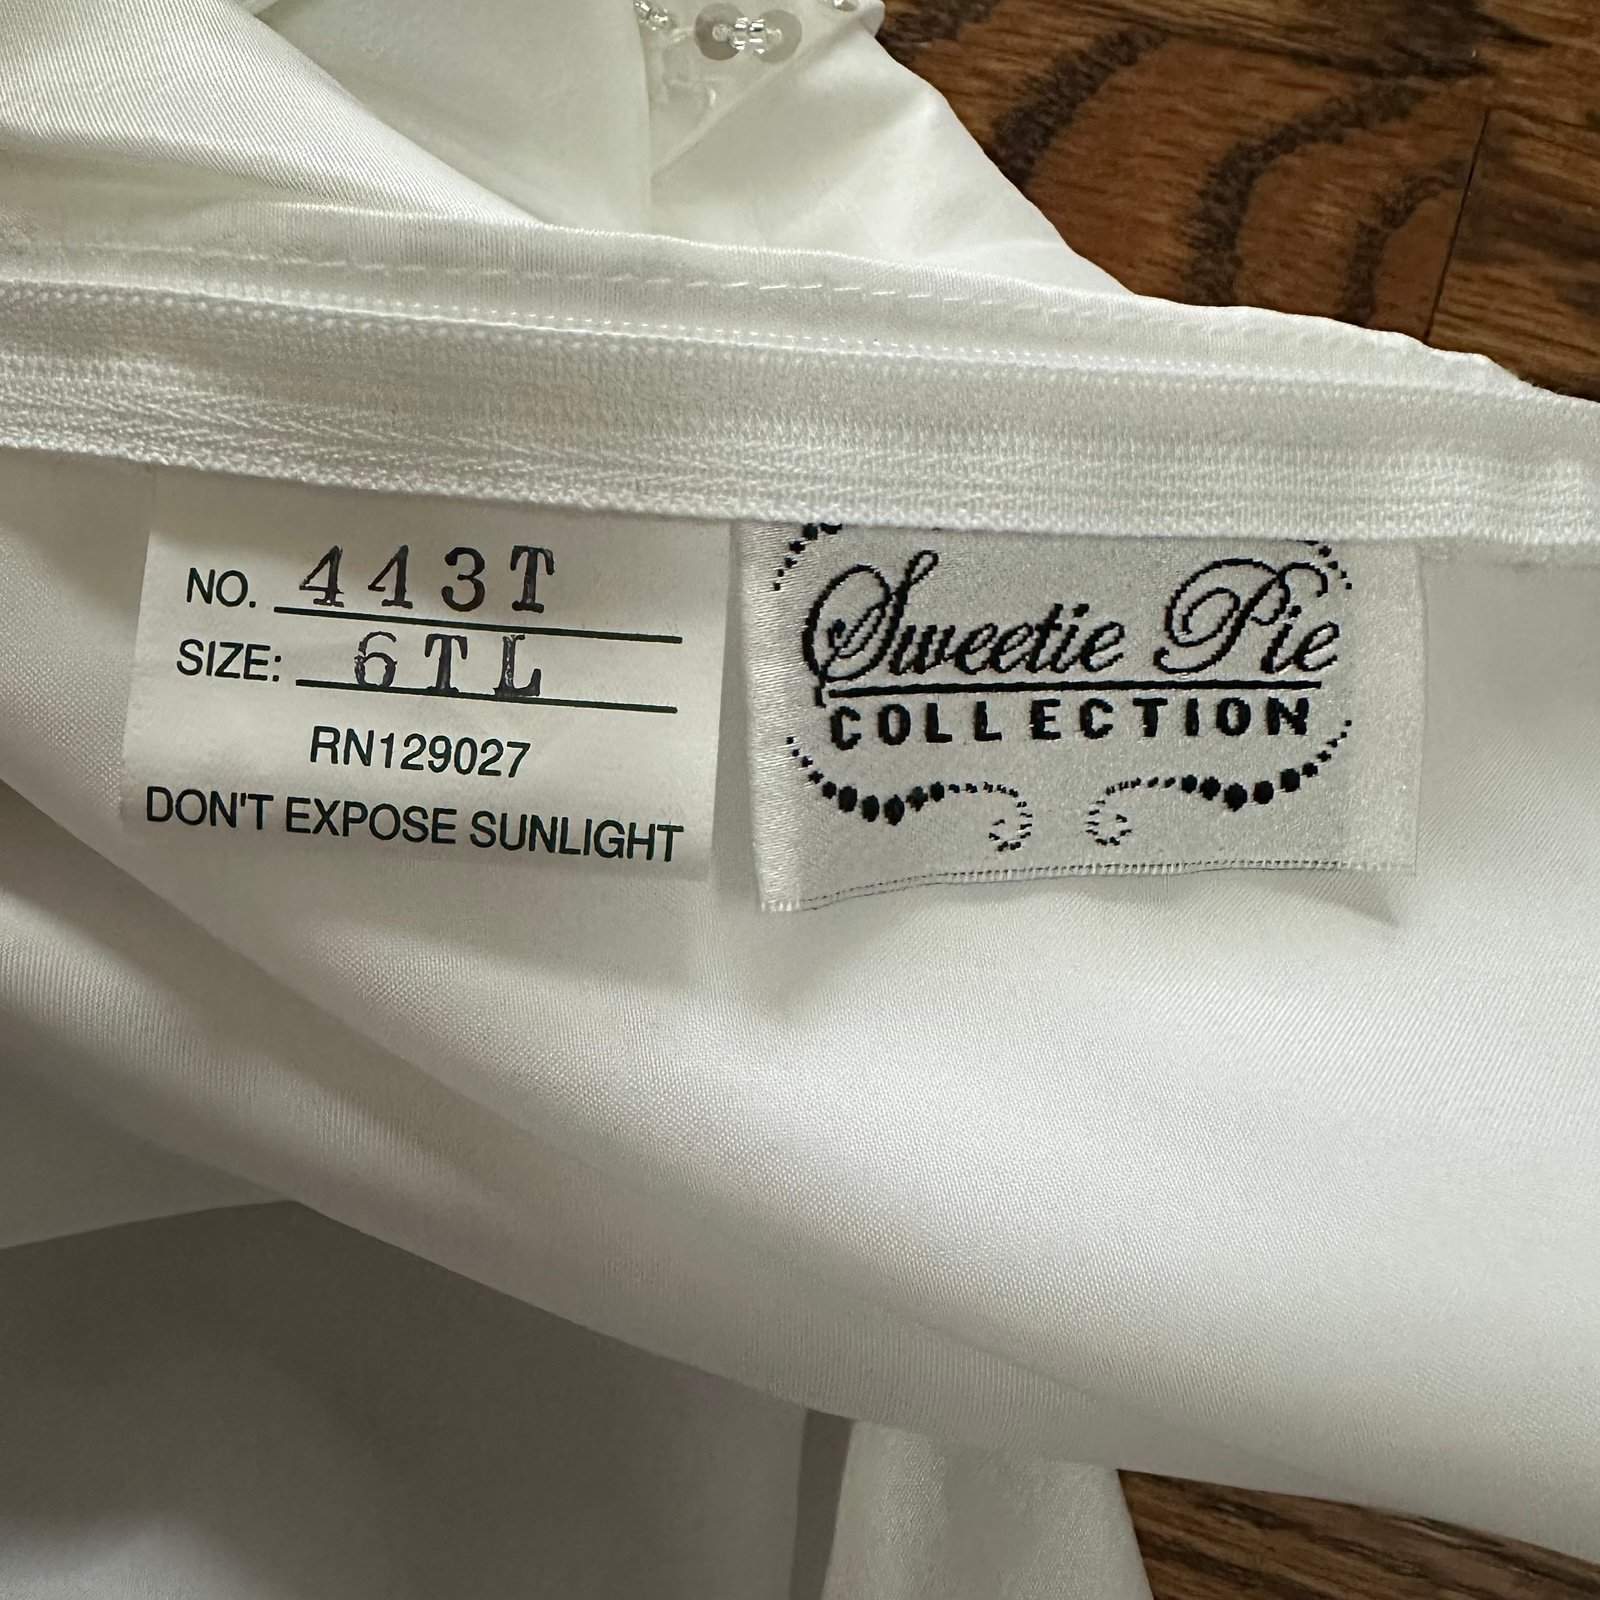 NO. 443T
SIZE: 6TL
RN129027
DON'T EXPOSE SUNLIGHT
Sweetie Pie
COLLECTION